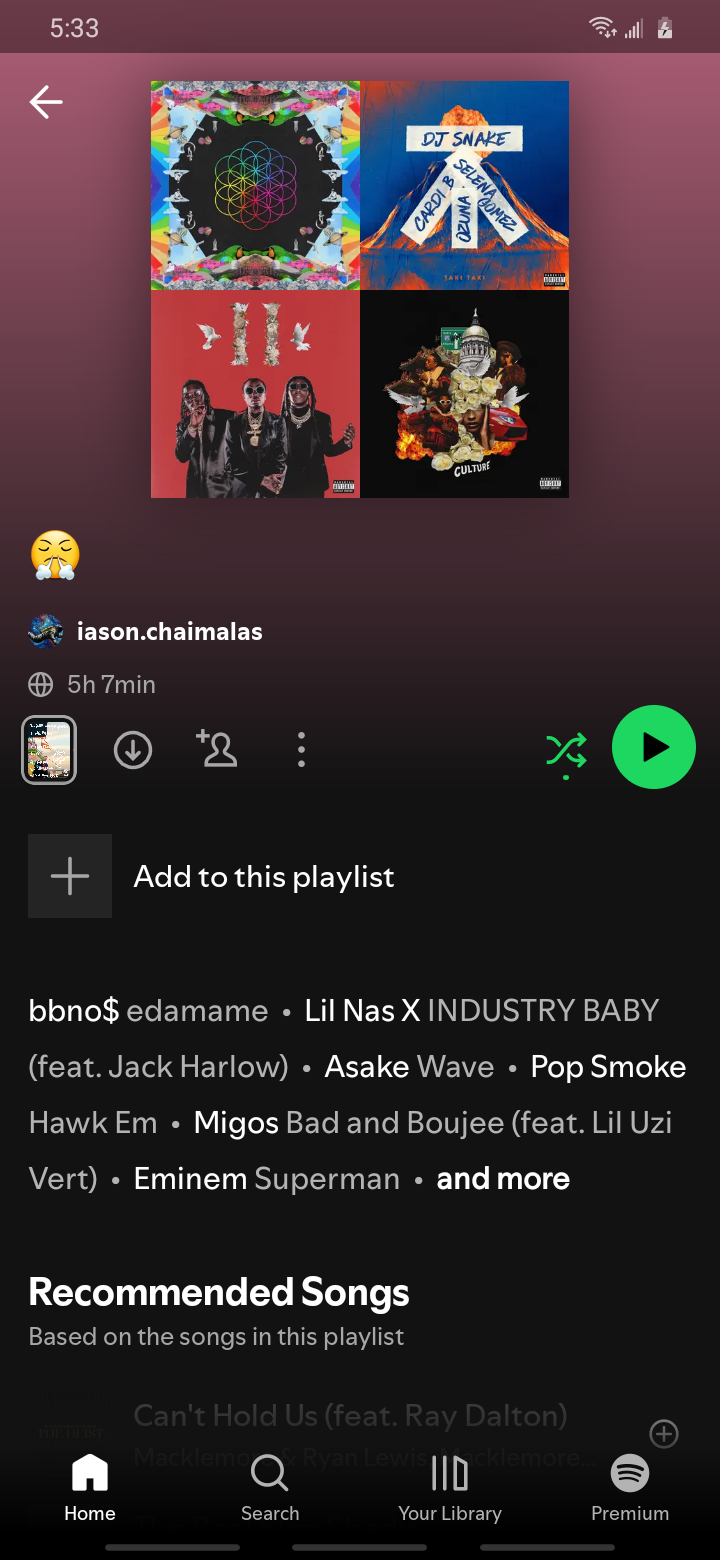 5:33
DJ SNAKE
SELENA GOMEZ
CARDI B
OZUNA
TAKI TAKI
CULTURE
iason.chaimalas
5h 7min
Add to this playlist
bbno$ edamame • Lil Nas X INDUSTRY BABY
(feat. Jack Harlow) • Asake Wave • Pop Smoke
Hawk Em • Migos Bad and Boujee (feat. Lil Uzi
Vert) • Eminem Superman • and more
Recommended Songs
Based on the songs in this playlist
Can't Hold Us (feat. Ray Dalton)
Macklemore & Ryan Lewis, Macklemore...
Home
Search
Your Library
Premium